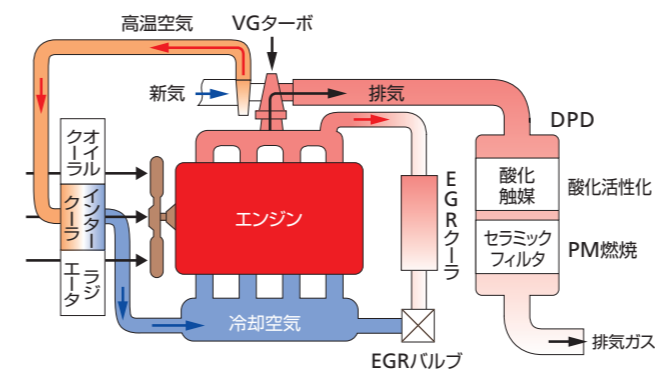 高温空気
VGターボ
新気
排気
DPD
オイル
クーラ
インター
クーラ
ラジ
エータ
エンジン
冷却空気
EGRクーラ
EGRバルブ
酸化
触媒
酸化活性化
セラミック
フィルタ
PM燃焼
排気ガス